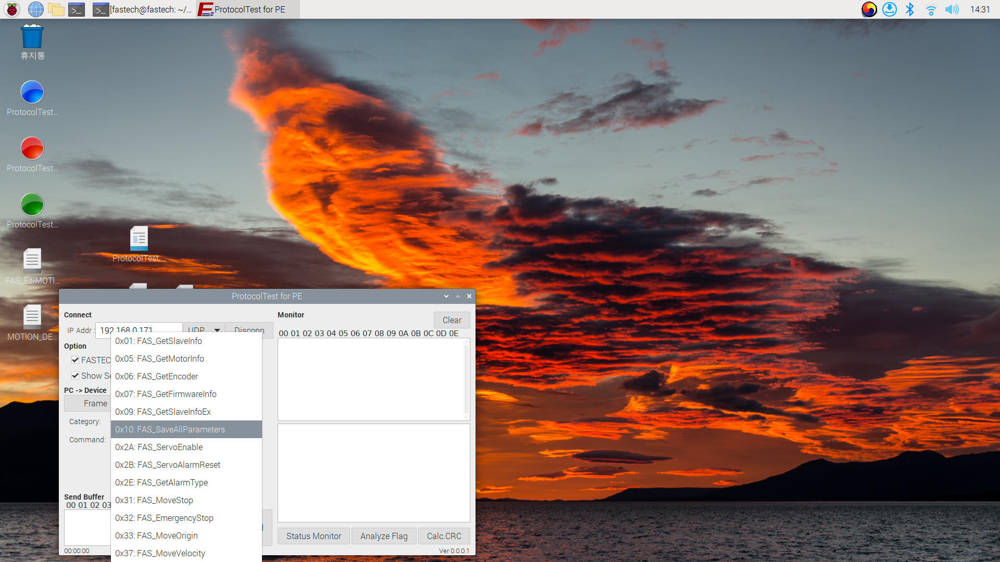 [fastech@fastech: ~/...
ProtocolTest for PE
14:31
휴지통
ProtocolTest...
ProtocolTest...
ProtocolTest...
ProtocolTest....
FAS_EziMOTI...
MOTION_DE...
ProtocolTest for PE
Connect
IP Addr :
192.168.0.171
UDP
Disconn
Option
FASTEC
Show Se
PC -> Device
Frame
Category:
Command:
0x01: FAS_GetSlaveInfo
0x05: FAS_GetMotorInfo
0x06: FAS_GetEncoder
0x07: FAS_GetFirmwareInfo
0x09: FAS_GetSlaveInfoEx
0x10: FAS_SaveAllParameters
0x2A: FAS_ServoEnable
0x2B: FAS_ServoAlarmReset
0x2E: FAS_GetAlarmType
0x31: FAS_MoveStop
0x32: FAS_EmergencyStop
0x33: FAS_MoveOrigin
0x37: FAS_MoveVelocity
Send Buffer
00 01 02 03
00:00:00
Monitor
Clear
00 01 02 03 04 05 06 07 08 09 0A 0B 0C 0D 0E
Status Monitor
Analyze Flag
Calc.CRC
Ver 0.0.0.1